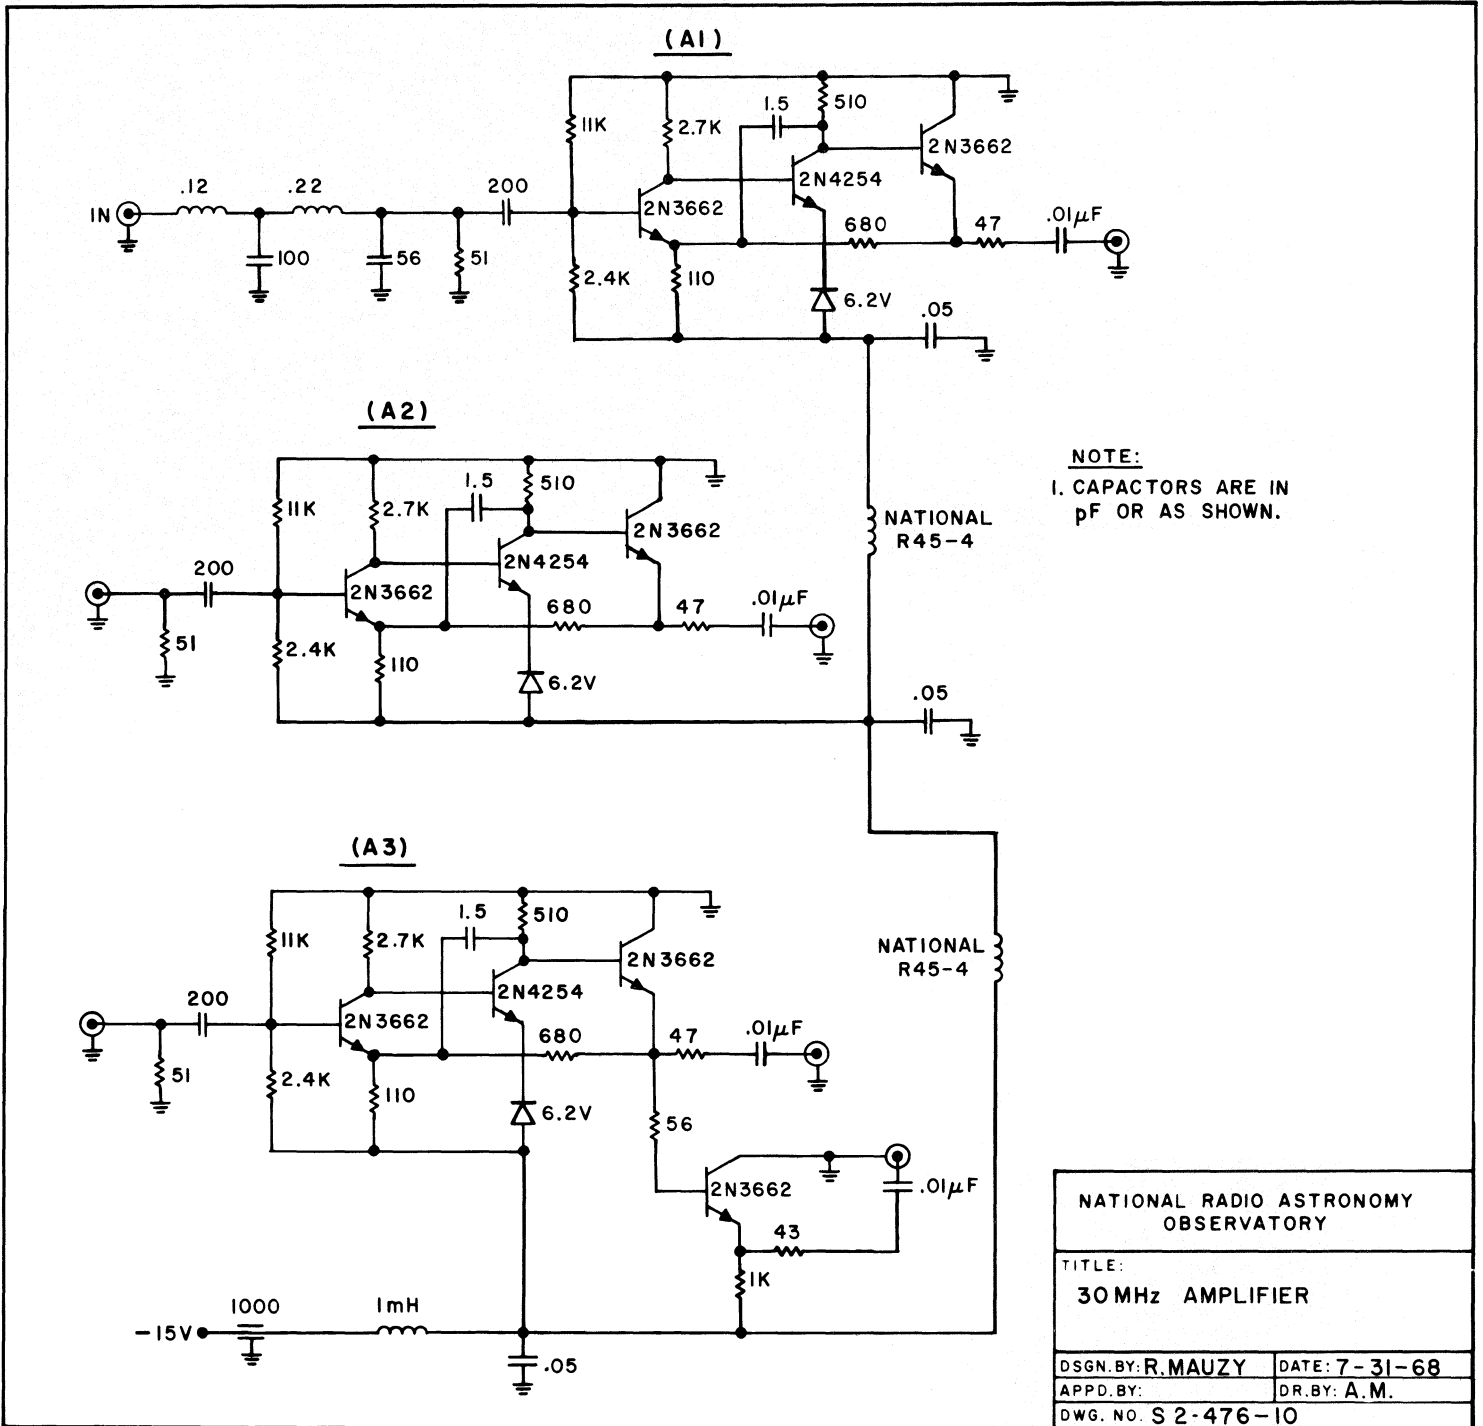 (A1)
1.5
510
11K
2.7K
2N3662
2N4254
.12
.22
200
2N3662
680
47
.01μF
IN
100
56
51
2.4K
110
6.2V
.05
(A2)
NOTE:
1. CAPACTORS ARE IN
pF OR AS SHOWN.
1.5
510
11K
2.7K
2N3662
NATIONAL
R45-4
2N4254
200
2N3662
680
47
.01μF
51
2.4K
110
6.2V
.05
(A3)
1.5
510
11K
2.7K
2N3662
NATIONAL
R45-4
2N4254
200
2N3662
680
47
.01μF
51
2.4K
110
6.2V
56
2N3662
.01μF
43
1K
1000
1mH
-15V
.05
NATIONAL RADIO ASTRONOMY
OBSERVATORY
TITLE:
30MHz AMPLIFIER
DSGN. BY: R. MAUZY DATE: 7-31-68
APPD. BY: DR. BY: A.M.
DWG. NO. S 2-476-10